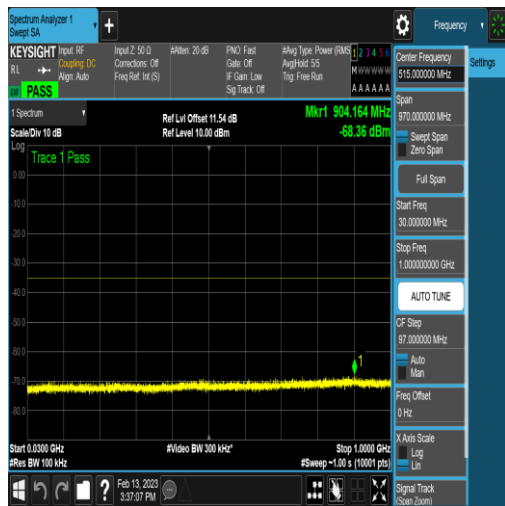 Spectrum Analyzer 1
Swept SA
Frequency
KEYSIGHT
RL
PASS
Input: RF
Coupling: DC
Align: Auto
Input Z: 50 Ω
Corrections: Off
Freq Ref: Int (S)
#Atten: 20 dB
PNO: Fast
Gate: Off
IF Gain: Low
Sig Track: Off
#Avg Type: Power (RMS
Avg|Hold: 5/5
Trig: Free Run
1 2 3 4 5 6
M W W W W W
A A A A A A
Center Frequency
515.000000 MHz
Settings
Span
970.000000 MHz
Swept Span
Zero Span
Full Span
Start Freq
30.000000 MHz
Stop Freq
1.000000000 GHz
AUTO TUNE
CF Step
97.000000 MHz
Auto
Man
Freq Offset
0 Hz
X Axis Scale
Log
Lin
Signal Track
(Span Zoom)
1 Spectrum
Scale/Div 10 dB
Ref Lvl Offset 11.54 dB
Ref Level 10.00 dBm
Mkr1 904.164 MHz
-68.36 dBm
Log
Trace 1 Pass
0.00
-10.0
-20.0
-30.0
-40.0
-50.0
-60.0
-70.0
-80.0
1
Start 0.0300 GHz
#Res BW 100 kHz
#Video BW 300 kHz*
Stop 1.0000 GHz
#Sweep ~1.00 s (10001 pts)
?
Feb 13, 2023
3:37:07 PM